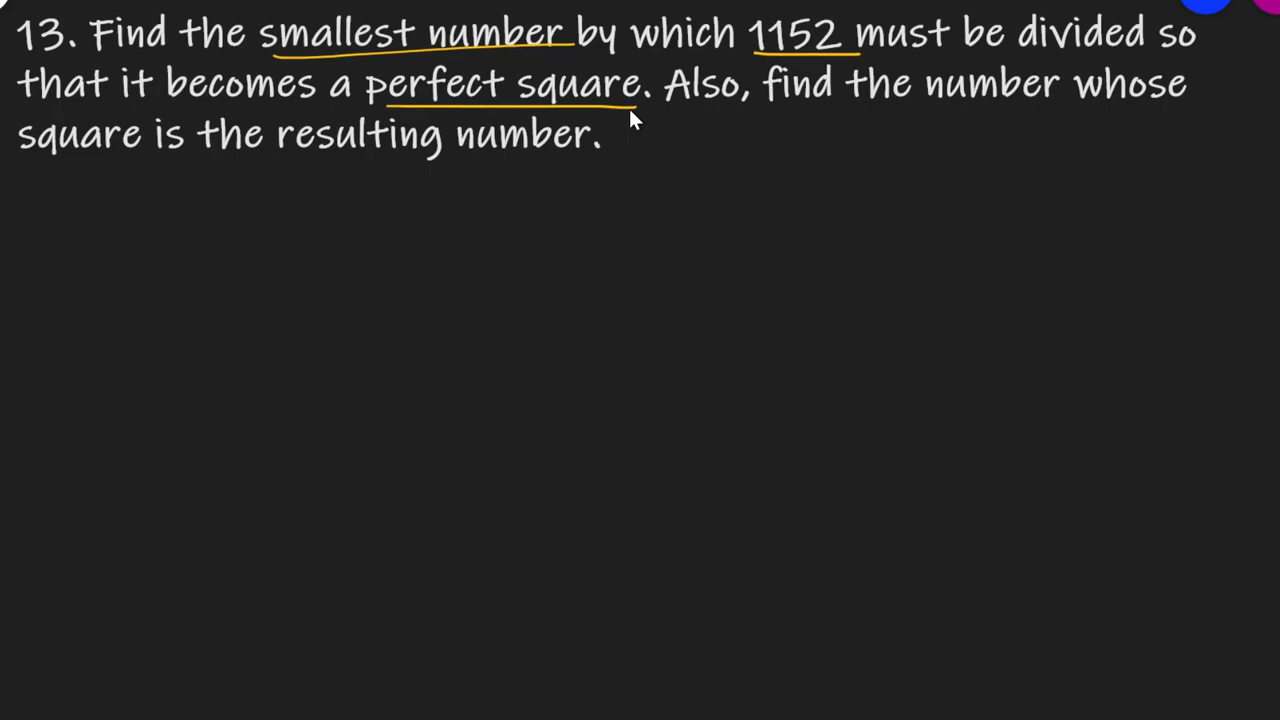 13. Find the smallest number by which 1152 must be divided so
that it becomes a perfect square. Also, find the number whose
square is the resulting number.